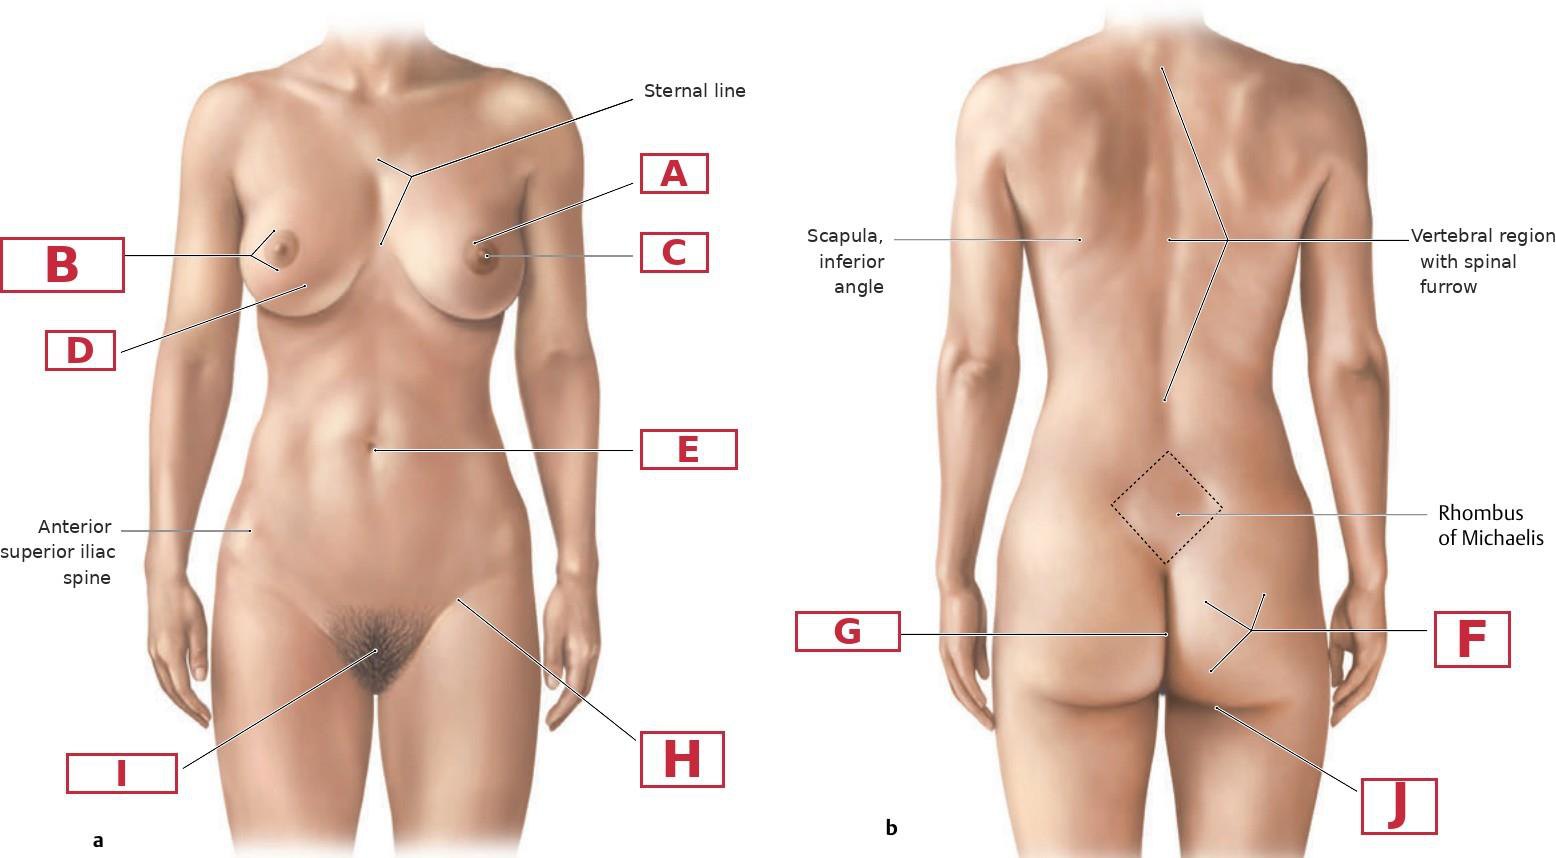 Sternal line
A
B
C
D
E
Anterior
superior iliac
spine
H
I
a
Scapula,
inferior
angle
Vertebral region
with spinal
furrow
Rhombus
of Michaelis
G
F
J
b